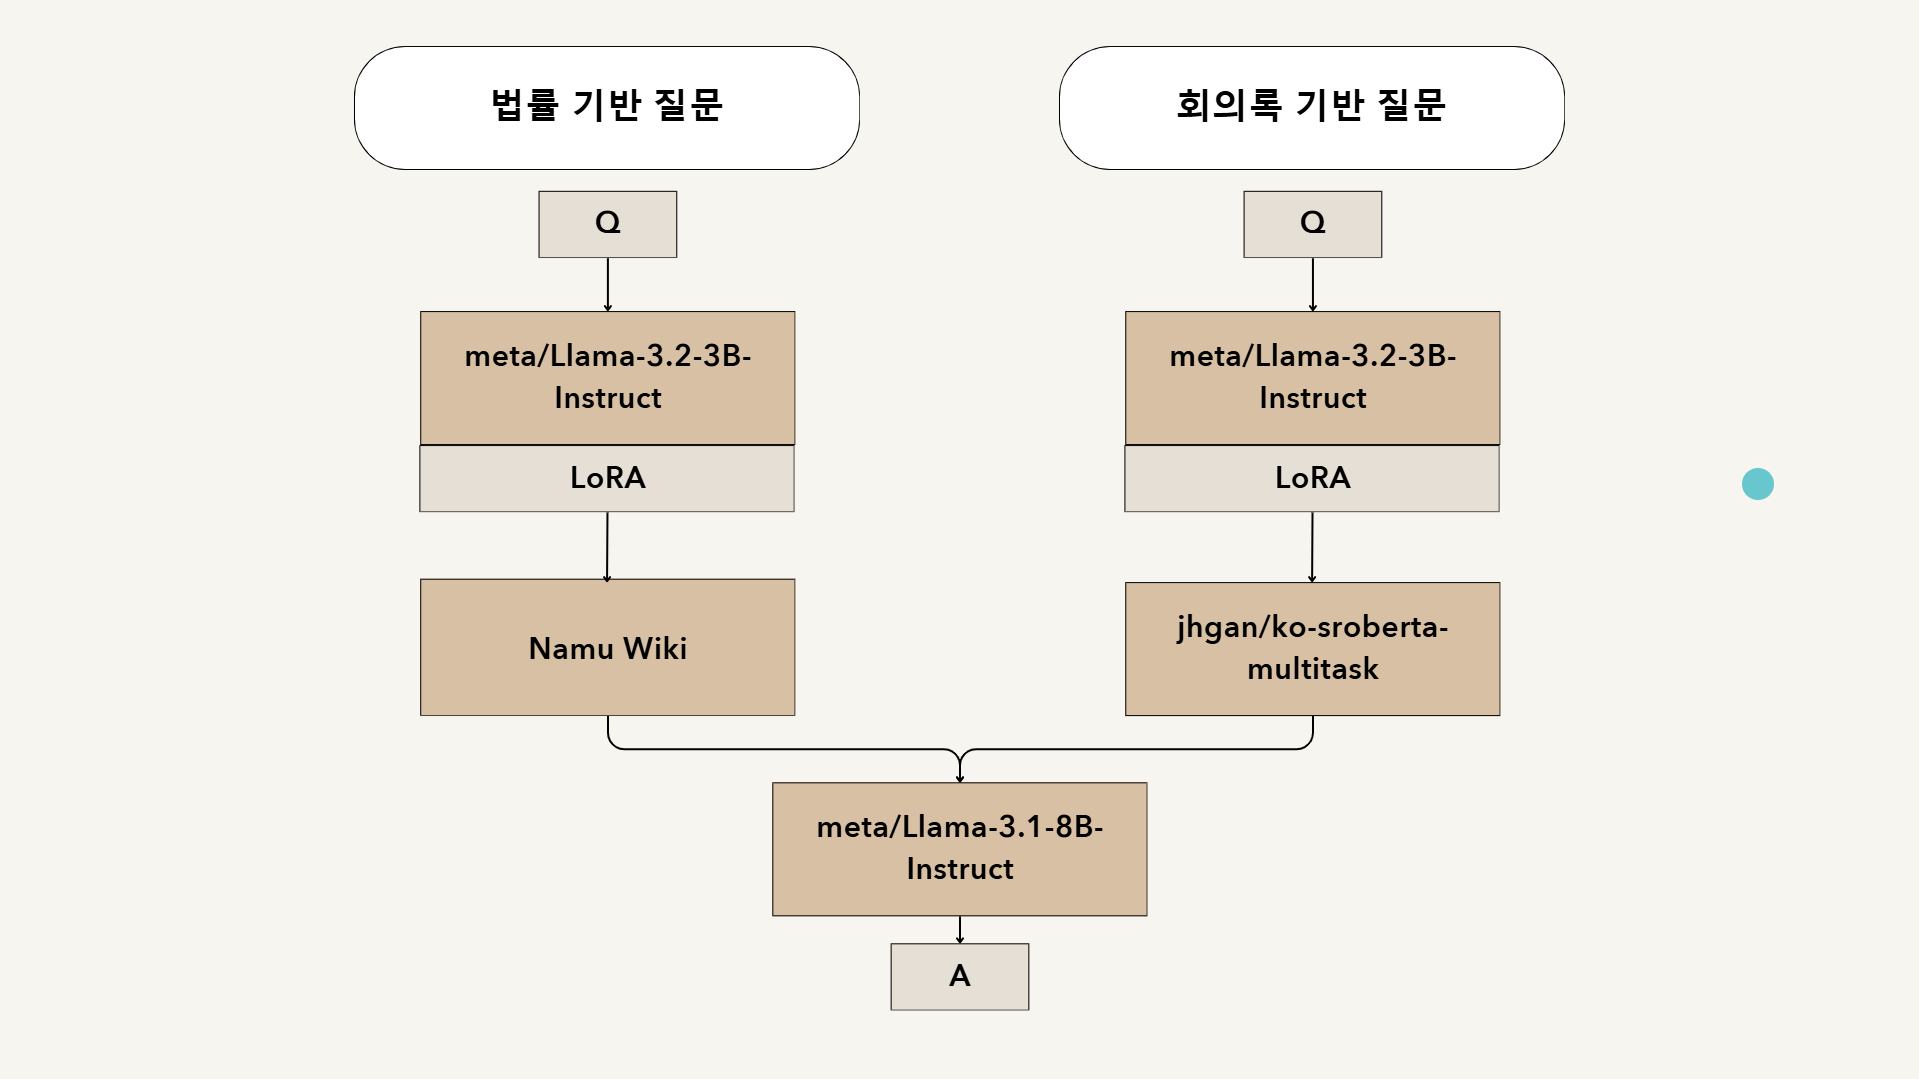 법률 기반 질문
회의록 기반 질문
Q
Q
meta/Llama-3.2-3B-
Instruct
meta/Llama-3.2-3B-
Instruct
LoRA
LoRA
Namu Wiki
jhgan/ko-sroberta-
multitask
meta/Llama-3.1-8B-
Instruct
A